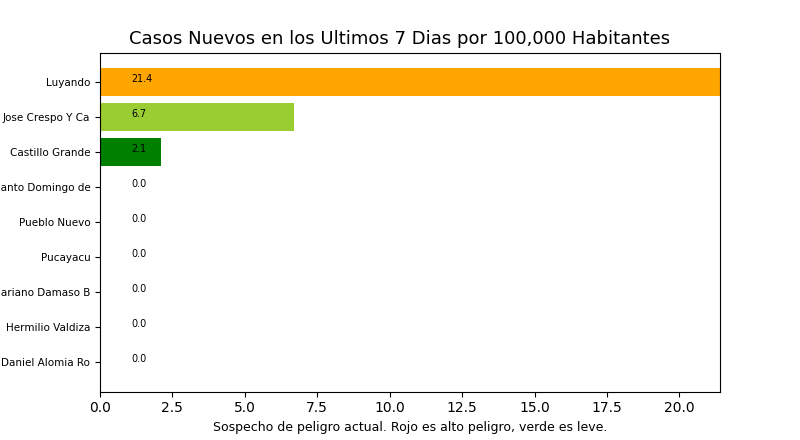 Casos Nuevos en los Ultimos 7 Dias por 100,000 Habitantes
Luyando 21.4
Jose Crespo Y Ca 6.7
Castillo Grande 2.1
anto Domingo de 0.0
Pueblo Nuevo 0.0
Pucayacu 0.0
ariano Damaso B 0.0
Hermilio Valdiza 0.0
Daniel Alomia Ro 0.0
0.0 2.5 5.0 7.5 10.0 12.5 15.0 17.5 20.0
Sospecho de peligro actual. Rojo es alto peligro, verde es leve.